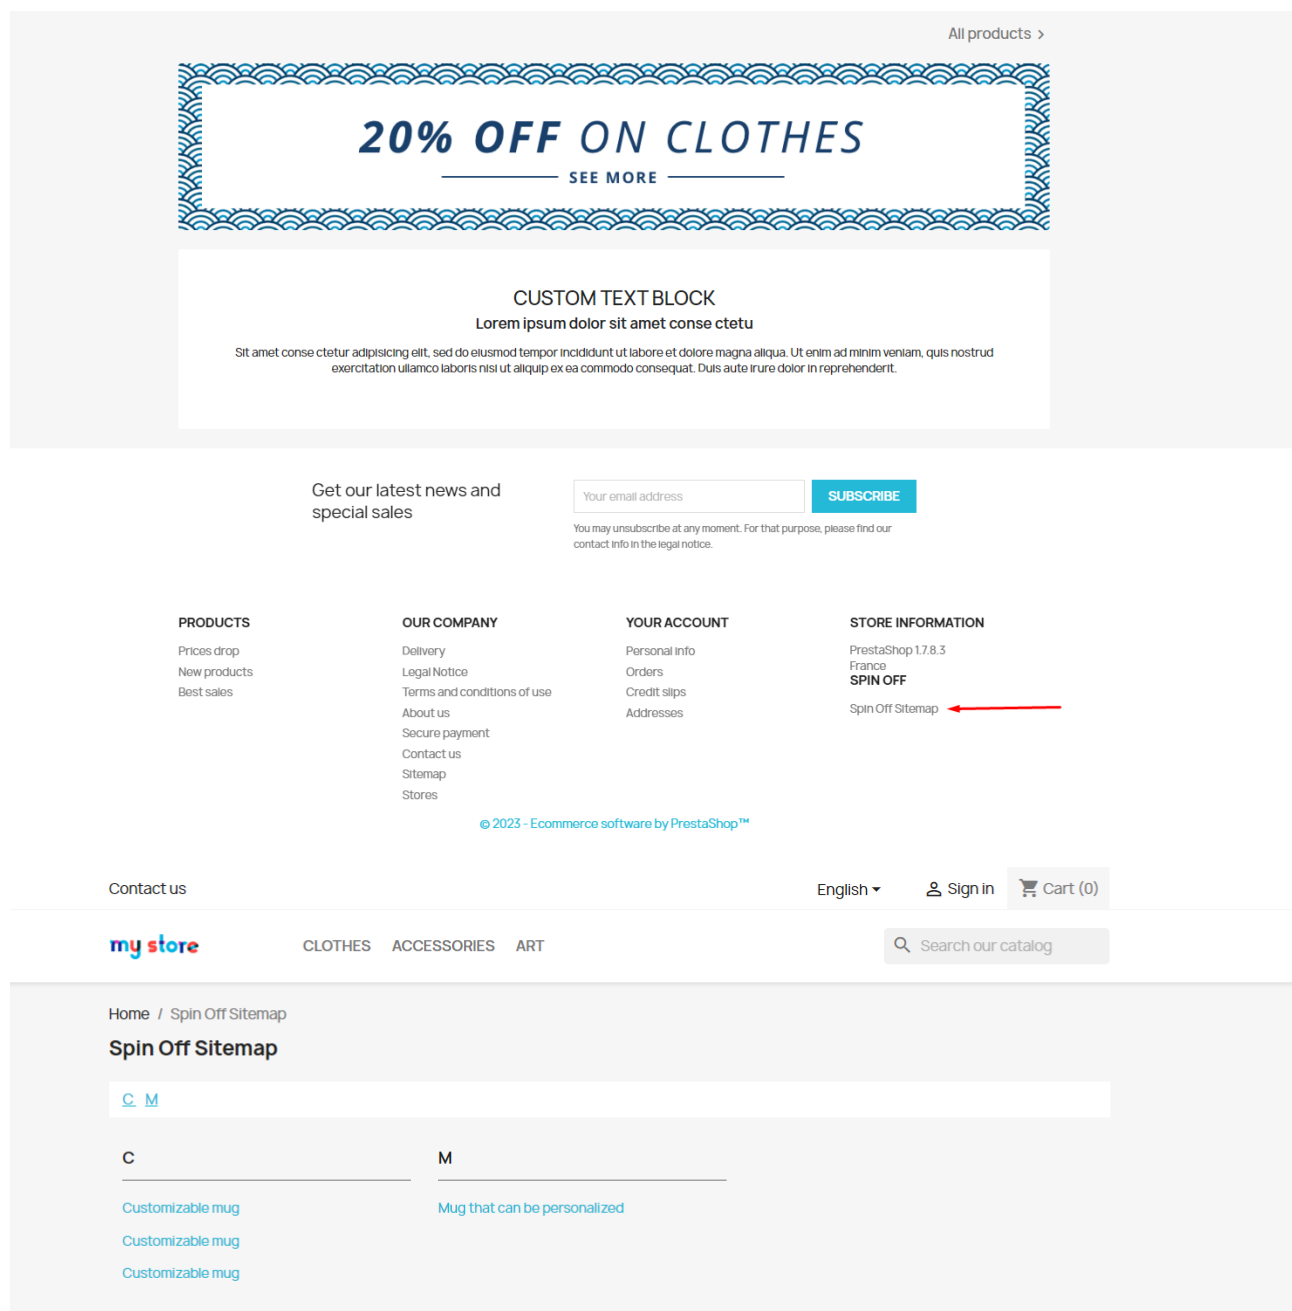 All products
20% OFF ON CLOTHES
SEE MORE
CUSTOM TEXT BLOCK
Lorem ipsum dolor sit amet conse ctetu
Sit amet conse ctetur adipisicing elit, sed do eiusmod tempor incididunt ut labore et dolore magna aliqua. Ut enim ad minim veniam, quis nostrud
exercitation ullamco laboris nisi ut aliquip ex ea commodo consequat. Duis aute irure dolor in reprehenderit.
Get our latest news and
special sales
Your email address
SUBSCRIBE
You may unsubscribe at any moment. For that purpose, please find our
contact info in the legal notice.
PRODUCTS
Prices drop
New products
Best sales
OUR COMPANY
Delivery
Legal Notice
Terms and conditions of use
About us
Secure payment
Contact us
Sitemap
Stores
YOUR ACCOUNT
Personal info
Orders
Credit slips
Addresses
STORE INFORMATION
PrestaShop 1.7.8.3
France
SPIN OFF
Spin Off Sitemap
© 2023 - Ecommerce software by PrestaShop™
Contact us
English
Sign in
Cart (0)
my store
CLOTHES ACCESSORIES ART
Search our catalog
Home / Spin Off Sitemap
Spin Off Sitemap
C M
C
Customizable mug
Customizable mug
Customizable mug
M
Mug that can be personalized